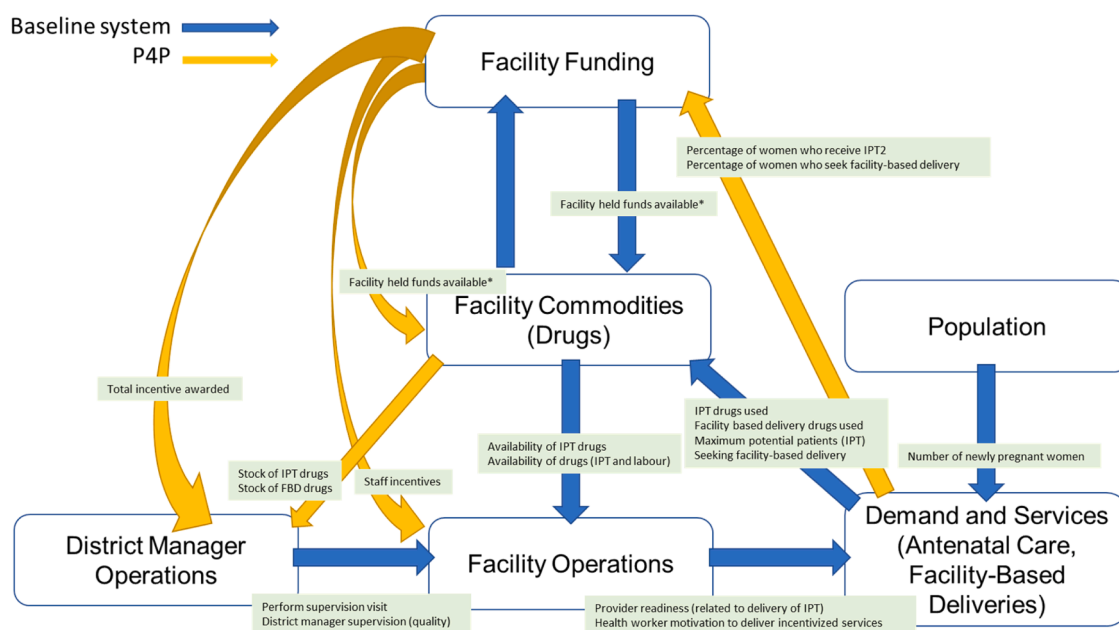 Baseline system
P4P
Facility Funding
Percentage of women who receive IPT2
Percentage of women who seek facility-based delivery
Facility held funds available*
Facility held funds available*
Facility Commodities
(Drugs)
Population
Total incentive awarded
IPT drugs used
Facility based delivery drugs used
Maximum potential patients (IPT)
Seeking facility-based delivery
Availability of IPT drugs
Availability of drugs (IPT and labour)
Number of newly pregnant women
Stock of IPT drugs
Stock of FBD drugs
Staff incentives
District Manager
Operations
Facility Operations
Demand and Services
(Antenatal Care,
Facility-Based
Deliveries)
Perform supervision visit
District manager supervision (quality)
Provider readiness (related to delivery of IPT)
Health worker motivation to deliver incentivized services